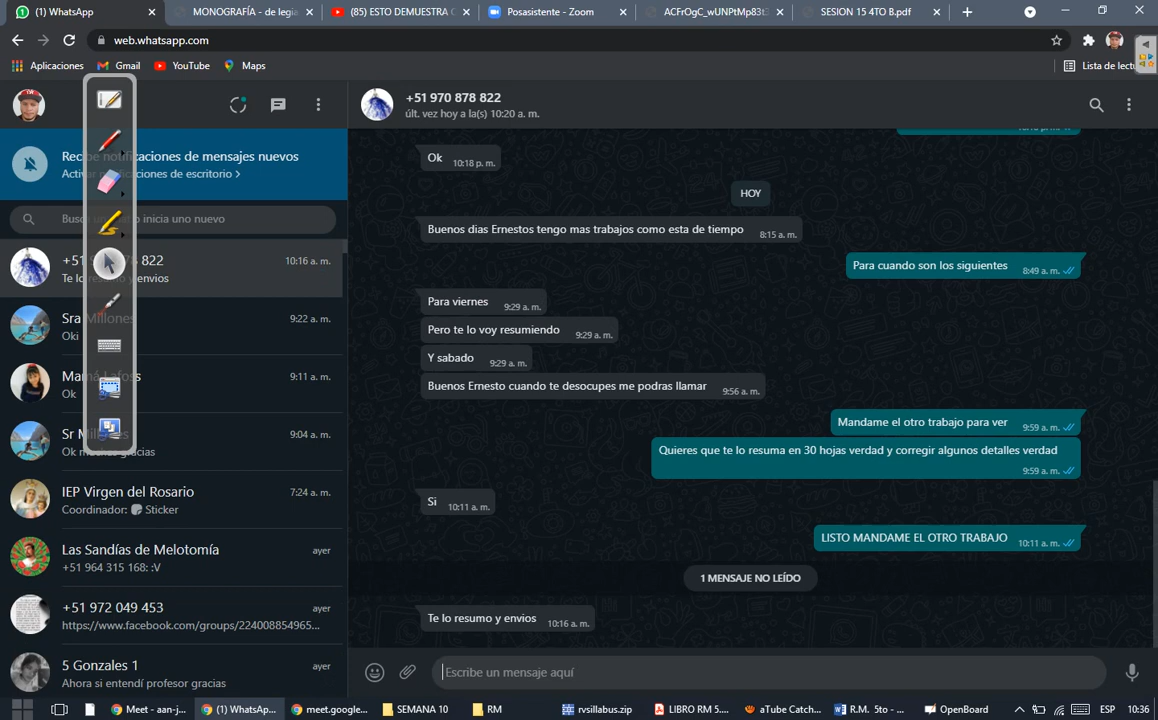 (1) WhatsApp
MONOGRAFÍA - de legi
(85) ESTO DEMUESTRA
Posasistente - Zoom
ACFrOgC_wUNPtMp83t
SESION 15 4TO B.pdf
web.whatsapp.com
Aplicaciones
Gmail
YouTube
Maps
Lista de lectu
+51 970 878 822
últ. vez hoy a la(s) 10:20 a. m.
Recibe notificaciones de mensajes nuevos
Activar notificaciones de escritorio >
inicia uno nuevo
822
10:16 a. m.
envios
Sra Millones
9:22 a. m.
Oki
9:11 a. m.
Ok
Sr
9:04 a. m.
Ok muchas gracias
IEP Virgen del Rosario
7:24 a. m.
Coordinador: Sticker
Las Sandías de Melotomía
ayer
+51 964 315 168: :V
+51 972 049 453
ayer
https://www.facebook.com/groups/224008854965...
5 Gonzales 1
ayer
Ahora si entendí profesor gracias
Ok 10:18 p. m.
HOY
Buenos dias Ernestos tengo mas trabajos como esta de tiempo 8:15 a. m.
Para cuando son los siguientes 8:49 a. m.
Para viernes 9:29 a. m.
Pero te lo voy resumiendo 9:29 a. m.
Y sabado 9:29 a. m.
Buenos Ernesto cuando te desocupes me podras llamar 9:56 a. m.
Mandame el otro trabajo para ver 9:59 a. m.
Quieres que te lo resuma en 30 hojas verdad y corregir algunos detalles verdad
9:59 a. m.
Si 10:11 a. m.
LISTO MANDAME EL OTRO TRABAJO 10:11 a. m.
1 MENSAJE NO LEÍDO
Te lo resumo y envios 10:16 a. m.
Escribe un mensaje aquí
Meet - aan-j...
(1) WhatsAp...
meet.google...
SEMANA 10
RM
rvsillabus.zip
LIBRO RM 5....
aTube Catch...
R.M. 5to - ...
OpenBoard
ESP
10:36